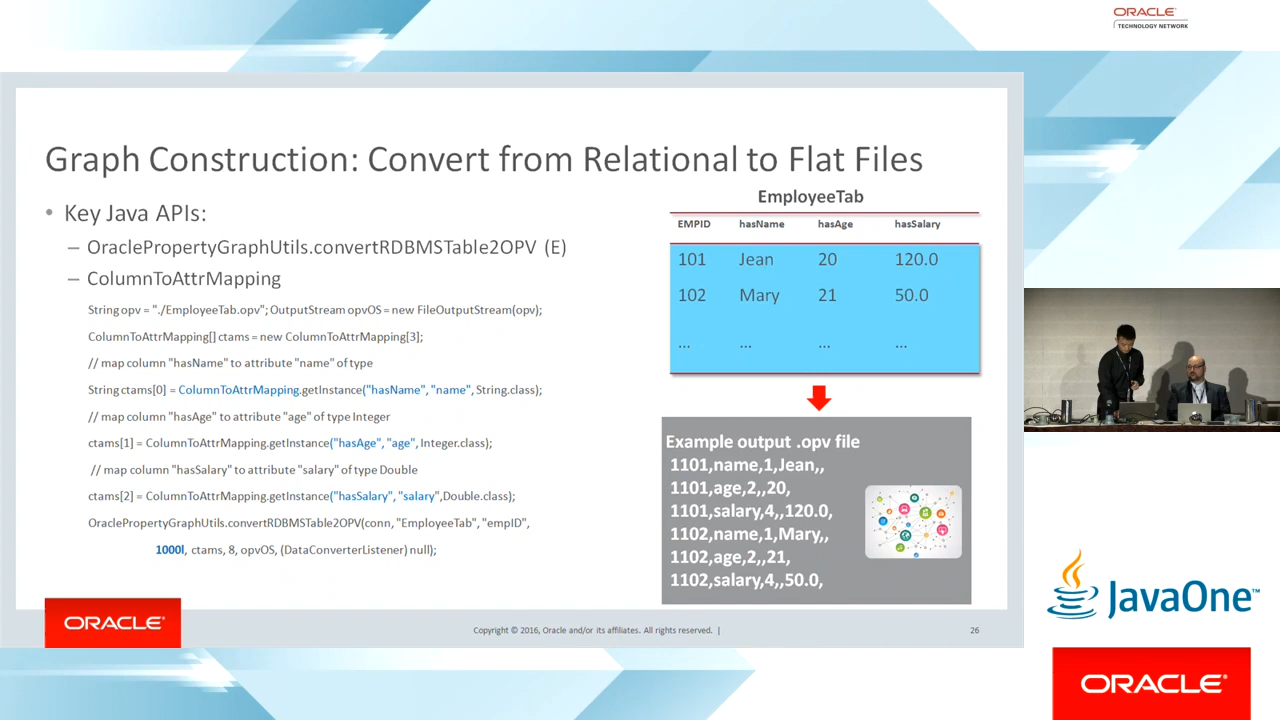 ORACLE
TECHNOLOGY NETWORK
Graph Construction: Convert from Relational to Flat Files
• Key Java APIs:
– OraclePropertyGraphUtils.convertRDBMSTable2OPV (E)
– ColumnToAttrMapping
String opv = "./EmployeeTab.opv"; OutputStream opvOS = new FileOutputStream(opv);
ColumnToAttrMapping[] ctams = new ColumnToAttrMapping[3];
// map column "hasName" to attribute "name" of type
String ctams[0] = ColumnToAttrMapping.getInstance("hasName", "name", String.class);
// map column "hasAge" to attribute "age" of type Integer
ctams[1] = ColumnToAttrMapping.getInstance("hasAge", "age", Integer.class);
// map column "hasSalary" to attribute "salary" of type Double
ctams[2] = ColumnToAttrMapping.getInstance("hasSalary", "salary",Double.class);
OraclePropertyGraphUtils.convertRDBMSTable2OPV(conn, "EmployeeTab", "empID",
1000l, ctams, 8, opvOS, (DataConverterListener) null);
EmployeeTab
EMPID hasName hasAge hasSalary
101 Jean 20 120.0
102 Mary 21 50.0
... ... ... ...
Example output .opv file
1101,name,1,Jean,,
1101,age,2,,20,
1101,salary,4,,120.0,
1102,name,1,Mary,,
1102,age,2,,21,
1102,salary,4,,50.0,
ORACLE®
Copyright © 2016, Oracle and/or its affiliates. All rights reserved. |
26
JavaOne™
ORACLE®